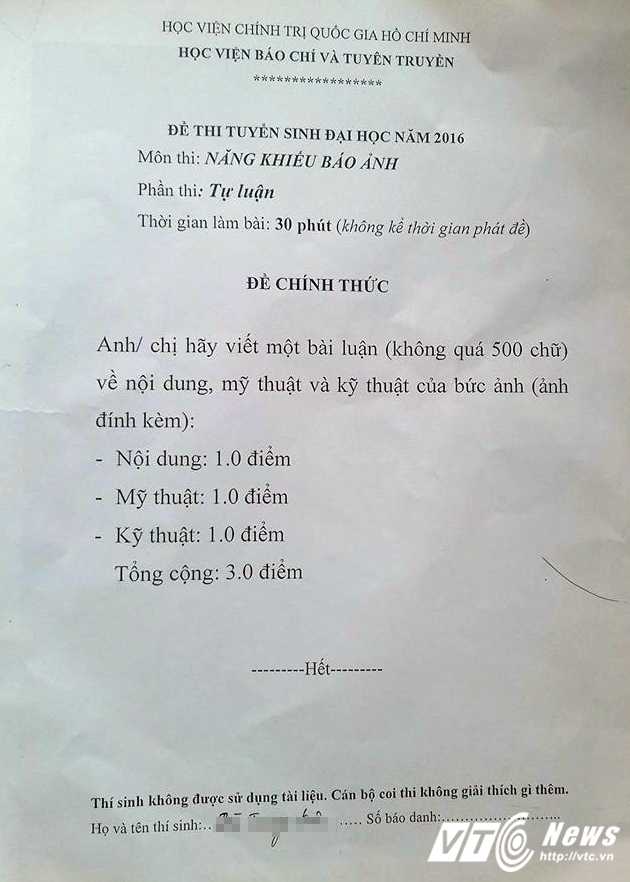 HỌC VIỆN CHÍNH TRỊ QUỐC GIA HỒ CHÍ MINH
HỌC VIỆN BÁO CHÍ VÀ TUYÊN TRUYỀN
*****************
ĐỀ THI TUYỂN SINH ĐẠI HỌC NĂM 2016
Môn thi: NĂNG KHIẾU BÁO ẢNH
Phần thi: Tự luận
Thời gian làm bài: 30 phút (không kể thời gian phát đề)
ĐỀ CHÍNH THỨC
Anh/ chị hãy viết một bài luận (không quá 500 chữ)
về nội dung, mỹ thuật và kỹ thuật của bức ảnh (ảnh
đính kèm):
- Nội dung: 1.0 điểm
- Mỹ thuật: 1.0 điểm
- Kỹ thuật: 1.0 điểm
Tổng cộng: 3.0 điểm
---------Hết---------
Thí sinh không được sử dụng tài liệu. Cán bộ coi thi không giải thích gì thêm.
Họ và tên thí sinh:.. ..... Số báo danh:.........................
VTC News
http://vtc.vn